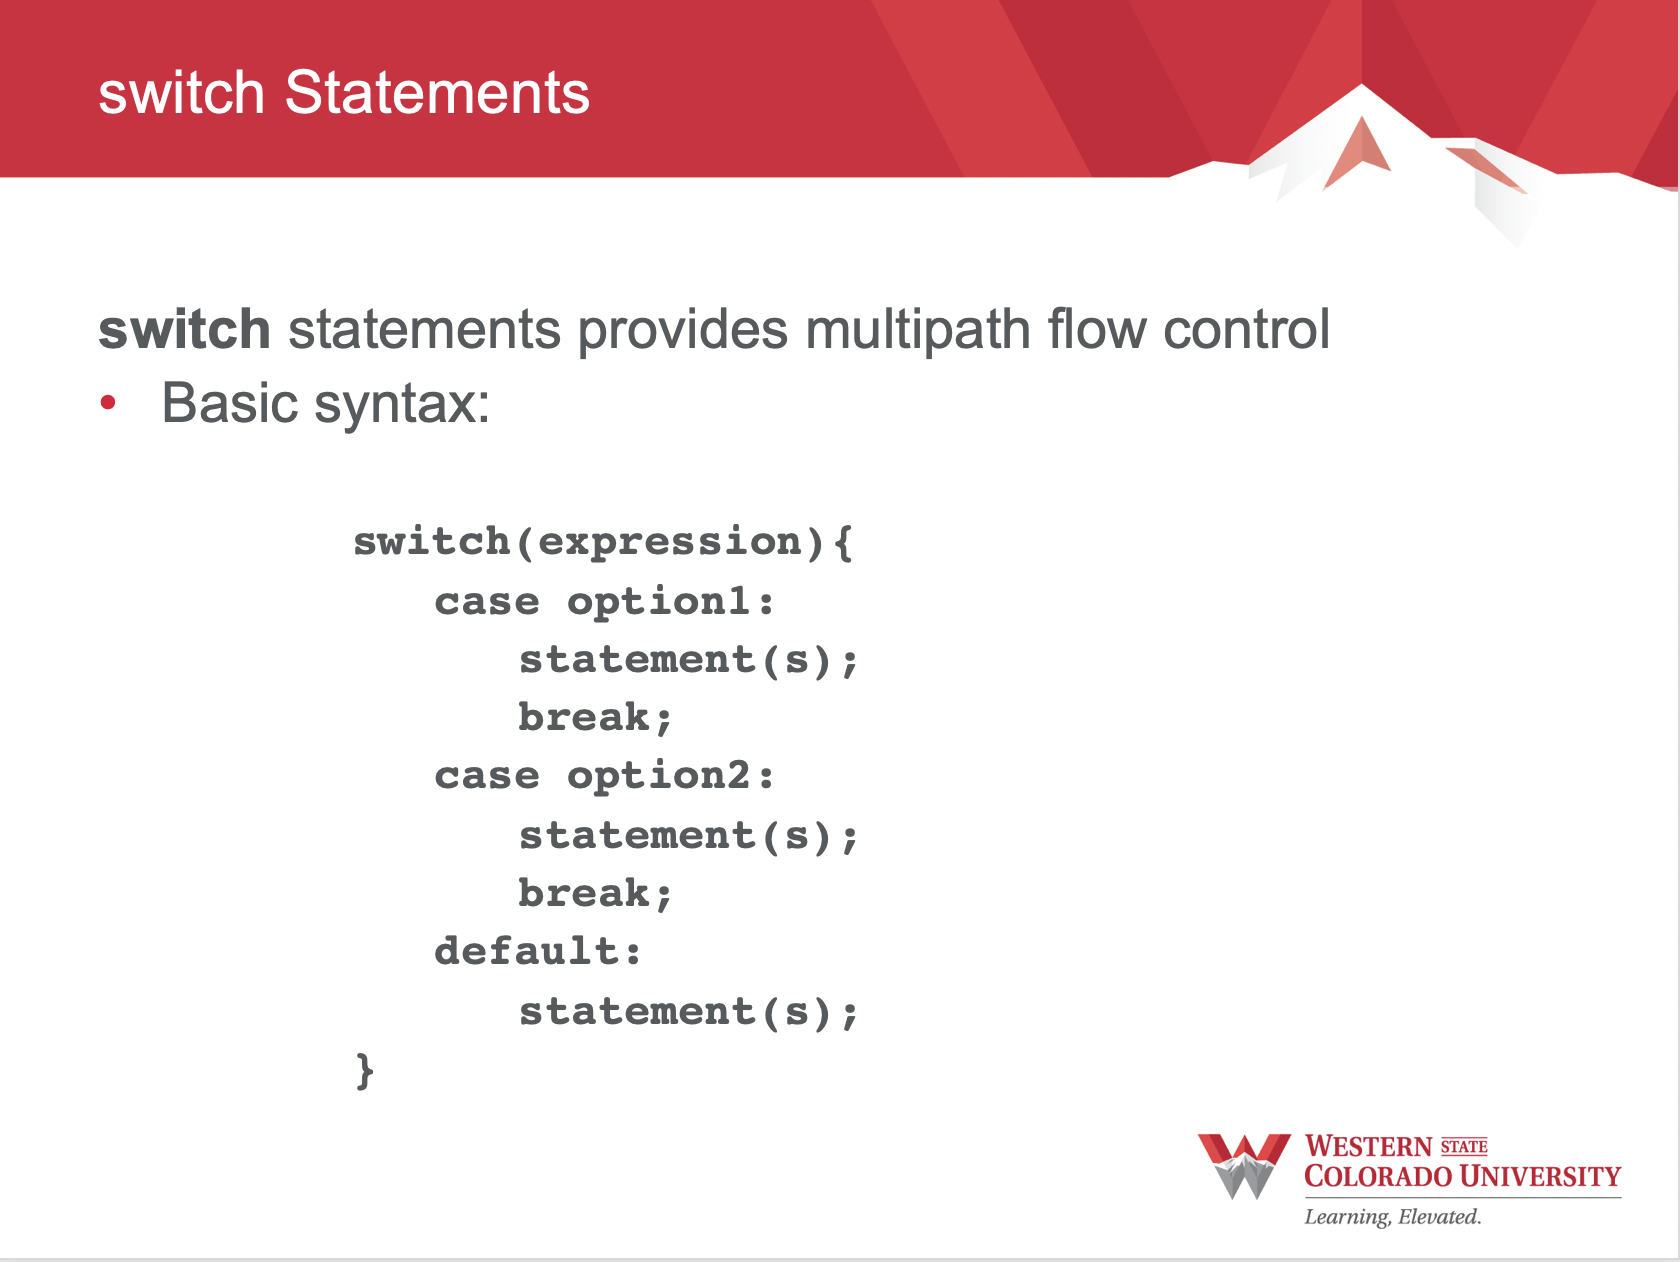 switch Statements
switch statements provides multipath flow control
• Basic syntax:
switch(expression){
case option1:
statement(s);
break;
case option2:
statement(s);
break;
default:
statement(s);
}
WESTERN STATE
COLORADO UNIVERSITY
Learning, Elevated.